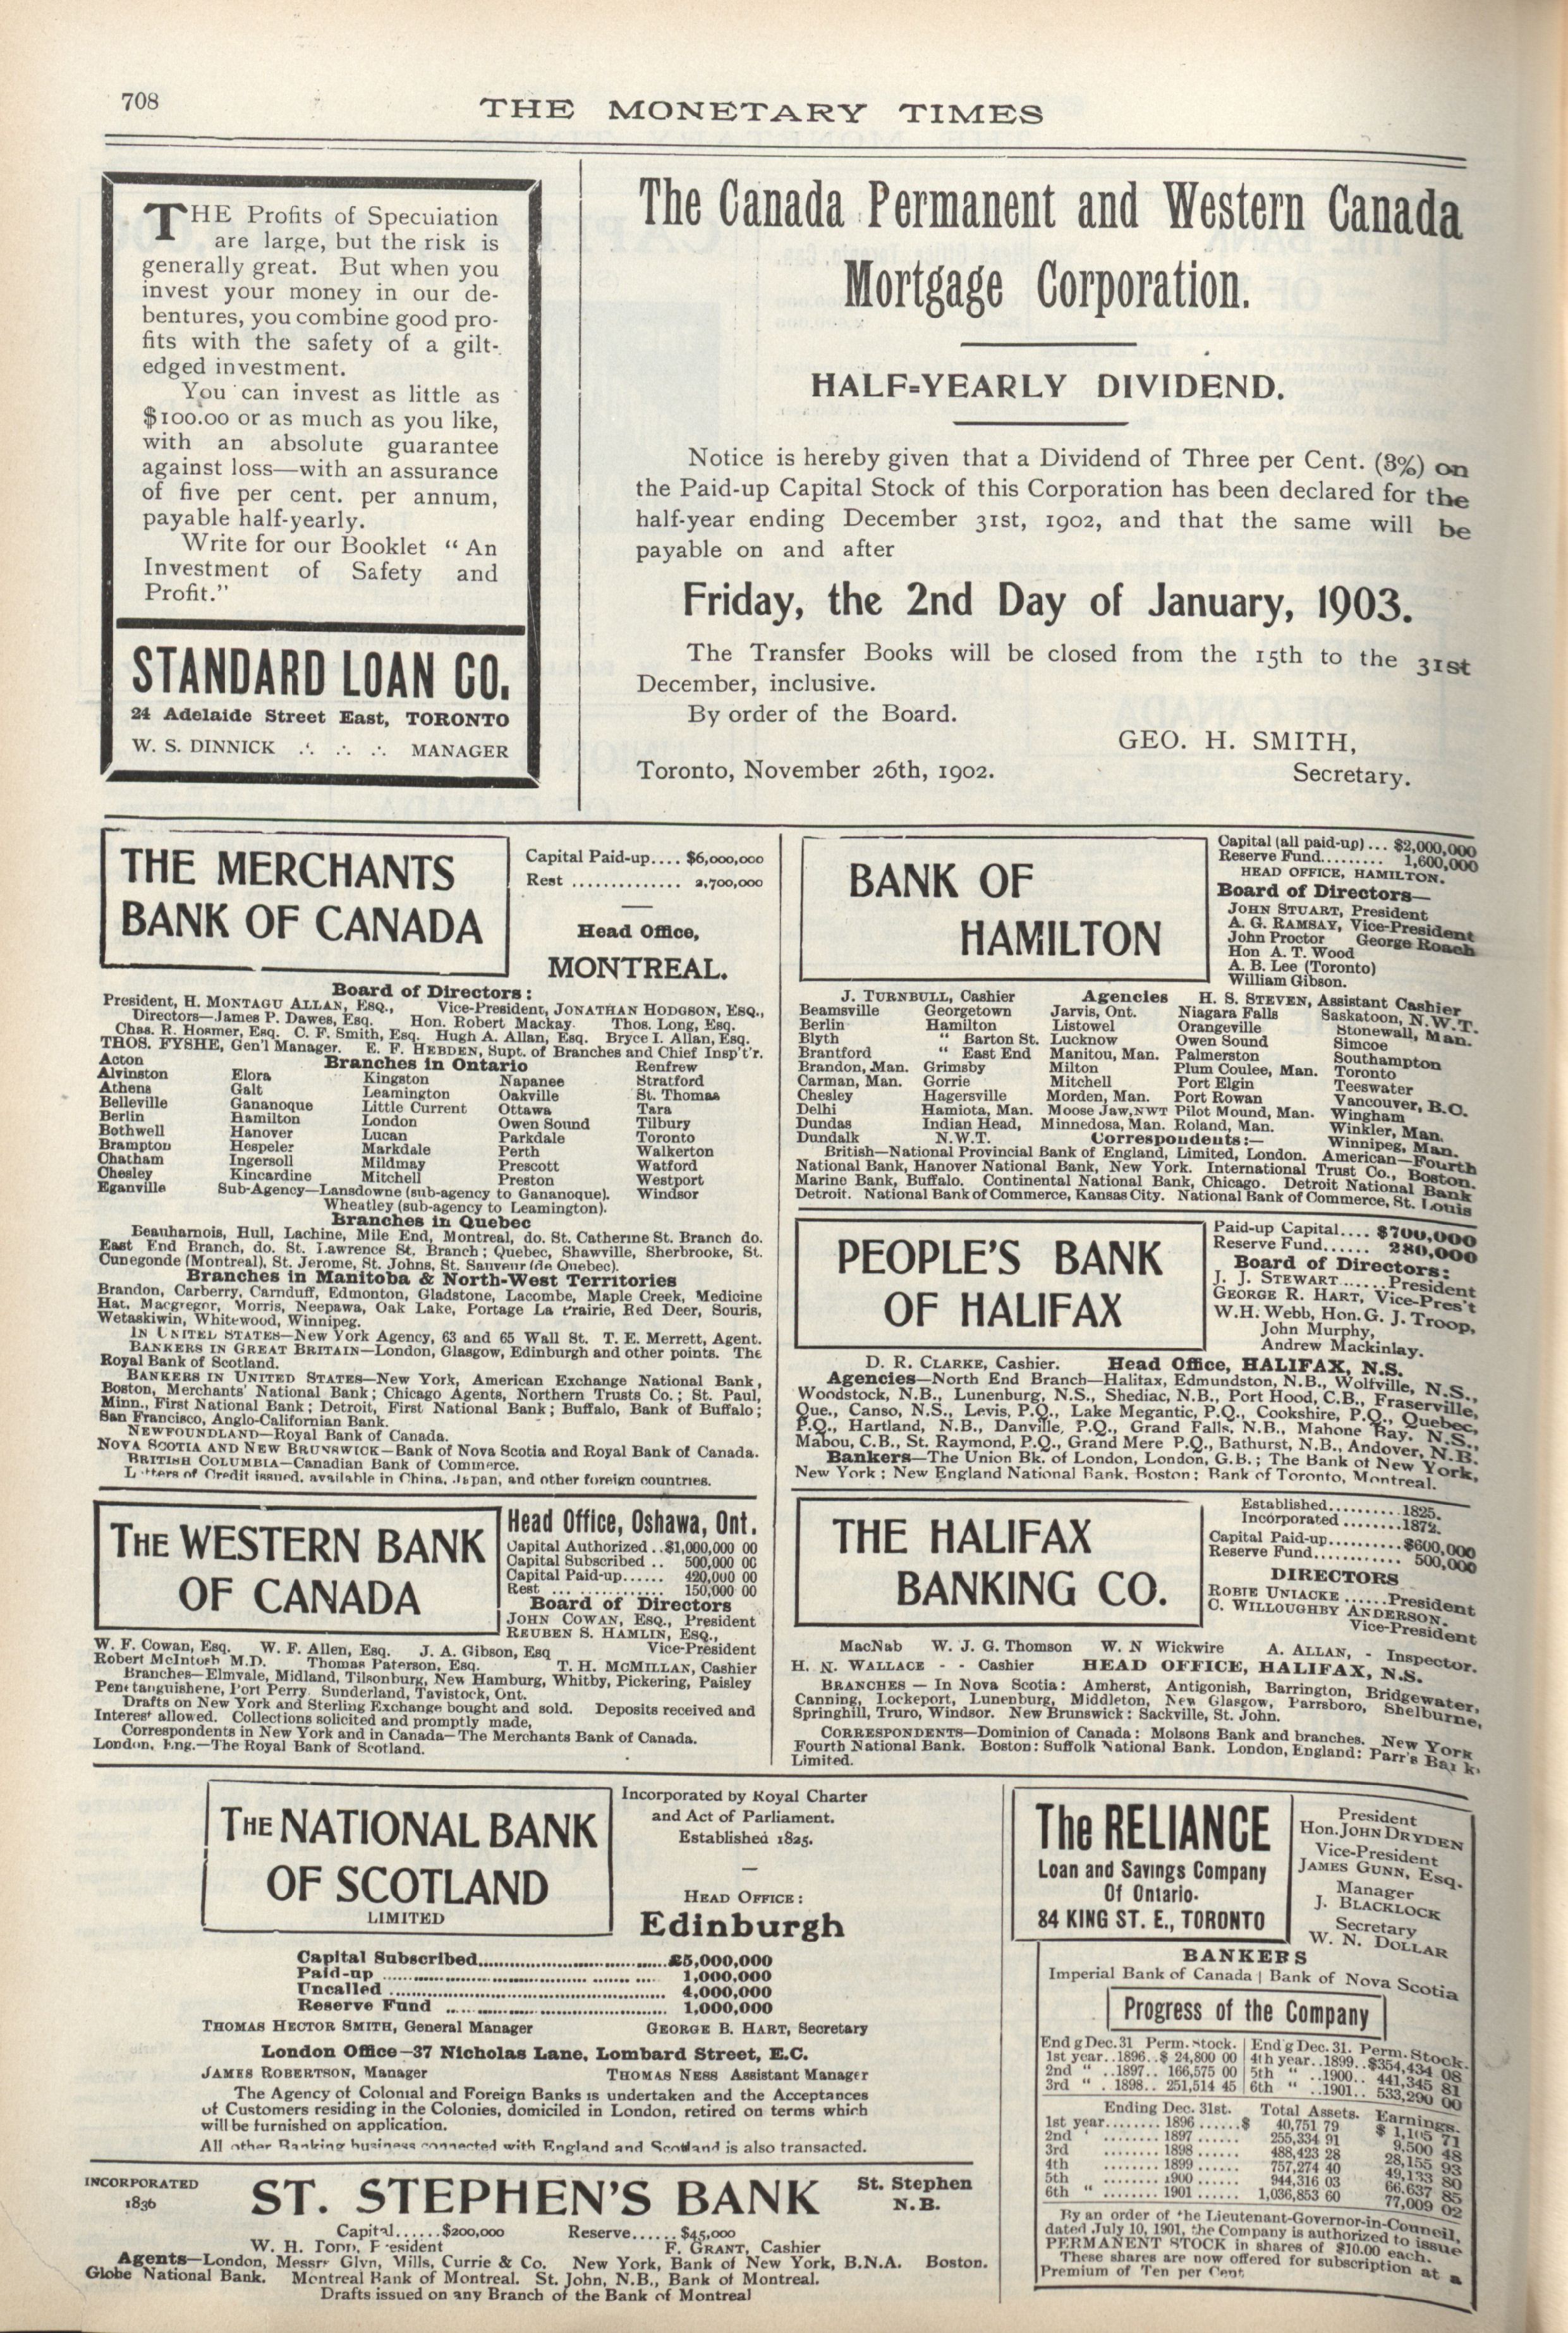 708
THE MONETARY TIMES
THE Profits of Speculation
are large, but the risk is
generally great. But when you
invest your money in our de-
bentures, you combine good pro-
fits with the safety of a gilt-
edged investment.
You can invest as little as
$100.00 or as much as you like,
with an absolute guarantee
against loss—with an assurance
of five per cent. per annum,
payable half-yearly.
Write for our Booklet "An
Investment of Safety and
Profit."
STANDARD LOAN CO.
24 Adelaide Street East, TORONTO
W. S. DINNICK ∴ ∴ ∴ MANAGER
The Canada Permanent and Western Canada
Mortgage Corporation.
HALF-YEARLY DIVIDEND.
Notice is hereby given that a Dividend of Three per Cent. (3%) on
the Paid-up Capital Stock of this Corporation has been declared for the
half-year ending December 31st, 1902, and that the same will be
payable on and after
Friday, the 2nd Day of January, 1903.
The Transfer Books will be closed from the 15th to the 31st
December, inclusive.
By order of the Board.
GEO. H. SMITH,
Toronto, November 26th, 1902.
Secretary.
THE MERCHANTS
BANK OF CANADA
Capital Paid-up.... $6,000,000
Rest .............. 2,700,000
Head Office,
MONTREAL.
Board of Directors:
President, H. MONTAGU ALLAN, ESQ., Vice-President, JONATHAN HODGSON, ESQ.,
Directors—James P. Dawes, Esq. Hon. Robert Mackay. Thos. Long, Esq.
Chas. R. Hosmer, Esq. C. F. Smith, Esq. Hugh A. Allan, Esq. Bryce I. Allan, Esq.
THOS. FYSHE, Gen'l Manager. E. F. HEBDEN, Supt. of Branches and Chief Insp't'r.
Branches in Ontario
Acton
Alvinston
Athens
Belleville
Berlin
Bothwell
Brampton
Chatham
Chesley
Eganville
Elora
Galt
Gananoque
Hamilton
Hanover
Hespeler
Ingersoll
Kincardine
Kingston
Leamington
Little Current
London
Lucan
Markdale
Mildmay
Mitchell
Napanee
Oakville
Ottawa
Owen Sound
Parkdale
Perth
Prescott
Preston
Renfrew
Stratford
St. Thomas
Tara
Tilbury
Toronto
Walkerton
Watford
Westport
Windsor
Sub-Agency—Lansdowne (sub-agency to Gananoque).
Wheatley (sub-agency to Leamington).
Branches in Quebec
Beauharnois, Hull, Lachine, Mile End, Montreal, do. St. Catherine St. Branch do.
East End Branch, do. St. Lawrence St. Branch; Quebec, Shawville, Sherbrooke, St.
Cunegonde (Montreal), St. Jerome, St. Johns, St. Sauveur (de Quebec).
Branches in Manitoba & North-West Territories
Brandon, Carberry, Carnduff, Edmonton, Gladstone, Lacombe, Maple Creek, Medicine
Hat, Macgregor, Morris, Neepawa, Oak Lake, Portage La Prairie, Red Deer, Souris,
Wetaskiwin, Whitewood, Winnipeg.
IN UNITED STATES—New York Agency, 63 and 65 Wall St. T. E. Merrett, Agent.
BANKERS IN GREAT BRITAIN—London, Glasgow, Edinburgh and other points. The
Royal Bank of Scotland.
BANKERS IN UNITED STATES—New York, American Exchange National Bank,
Boston, Merchants' National Bank; Chicago Agents, Northern Trusts Co.; St. Paul,
Minn., First National Bank; Detroit, First National Bank; Buffalo, Bank of Buffalo;
San Francisco, Anglo-Californian Bank.
NEWFOUNDLAND—Royal Bank of Canada.
NOVA SCOTIA AND NEW BRUNSWICK—Bank of Nova Scotia and Royal Bank of Canada.
BRITISH COLUMBIA—Canadian Bank of Commerce.
Letters of Credit issued, available in China, Japan, and other foreign countries.
BANK OF
HAMILTON
Capital (all paid-up) ... $2,000,000
Reserve Fund......... 1,600,000
HEAD OFFICE, HAMILTON.
Board of Directors—
JOHN STUART, President
A. G. RAMSAY, Vice-President
John Proctor George Roach
Hon A. T. Wood
A. B. Lee (Toronto)
William Gibson.
J. TURNBULL, Cashier Agencies H. S. STEVEN, Assistant Cashier
Beamsville
Berlin
Blyth
Brantford
Brandon, Man.
Carman, Man.
Chesley
Delhi
Dundas
Dundalk
Georgetown
Hamilton
" Barton St.
" East End
Grimsby
Gorrie
Hagersville
Hamiota, Man.
Indian Head,
N.W.T.
Jarvis, Ont.
Listowel
Lucknow
Manitou, Man.
Milton
Mitchell
Morden, Man.
Moose Jaw, NWT
Minnedosa, Man.
Niagara Falls
Orangeville
Owen Sound
Palmerston
Plum Coulee, Man.
Port Elgin
Port Rowan
Pilot Mound, Man.
Roland, Man.
Saskatoon, N.W.T.
Stonewall, Man.
Simcoe
Southampton
Toronto
Teeswater
Vancouver, B.C.
Wingham
Winkler, Man.
Winnipeg, Man.
Correspondents:—
British—National Provincial Bank of England, Limited, London. American—Fourth
National Bank, Hanover National Bank, New York. International Trust Co., Boston.
Marine Bank, Buffalo. Continental National Bank, Chicago. Detroit National Bank
Detroit. National Bank of Commerce, Kansas City. National Bank of Commerce, St. Louis
PEOPLE'S BANK
OF HALIFAX
Paid-up Capital.... $700,000
Reserve Fund...... 280,000
Board of Directors:
J. J. STEWART......President
GEORGE R. HART, Vice-Pres't
W.H. Webb, Hon. G. J. Troop,
John Murphy,
Andrew Mackinlay.
D. R. CLARKE, Cashier. Head Office, HALIFAX, N.S.
Agencies—North End Branch—Halifax, Edmundston, N.B., Wolfville, N.S.,
Woodstock, N.B., Lunenburg, N.S., Shediac, N.B., Port Hood, C.B., Fraserville,
Que., Canso, N.S., Levis, P.Q., Lake Megantic, P.Q., Cookshire, P.Q., Quebec,
P.Q., Hartland, N.B., Danville, P.Q., Grand Falls, N.B., Mahone Bay, N.S.,
Mabou, C.B., St. Raymond, P.Q., Grand Mere P.Q., Bathurst, N.B., Andover, N.B.
Bankers—The Union Bk. of London, London, G.B.; The Bank of New York,
New York; New England National Bank, Boston; Bank of Toronto, Montreal.
THE WESTERN BANK
OF CANADA
Head Office, Oshawa, Ont.
Capital Authorized ..$1,000,000 00
Capital Subscribed .. 500,000 00
Capital Paid-up...... 420,000 00
Rest ... ............ 150,000 00
Board of Directors
JOHN COWAN, ESQ., President
REUBEN S. HAMLIN, ESQ.,
Vice-President
W. F. Cowan, Esq. W. F. Allen, Esq. J. A. Gibson, Esq
Robert McIntosh M.D. Thomas Paterson, Esq. T. H. MCMILLAN, Cashier
Branches—Elmvale, Midland, Tilsonburg, New Hamburg, Whitby, Pickering, Paisley
Penetanguishene, Port Perry Sunderland, Tavistock, Ont.
Drafts on New York and Sterling Exchange bought and sold. Deposits received and
Interest allowed. Collections solicited and promptly made,
Correspondents in New York and in Canada—The Merchants Bank of Canada.
London, Eng.—The Royal Bank of Scotland.
THE HALIFAX
BANKING CO.
Established..........1825.
Incorporated ........1872.
Capital Paid-up..........$600,000
Reserve Fund............ 500,000
DIRECTORS
ROBIE UNIACKE ......President
C. WILLOUGHBY ANDERSON.
Vice-President
MacNab W. J. G. Thomson W. N Wickwire A. ALLAN, - Inspector.
H. N. WALLACE - - Cashier HEAD OFFICE, HALIFAX, N.S.
BRANCHES — In Nova Scotia: Amherst, Antigonish, Barrington, Bridgewater,
Canning, Lockeport, Lunenburg, Middleton, New Glasgow, Parrsboro, Shelburne,
Springhill, Truro, Windsor. New Brunswick: Sackville, St. John.
CORRESPONDENTS—Dominion of Canada: Molsons Bank and branches. New York
Fourth National Bank. Boston: Suffolk National Bank. London, England: Parr's Bank,
Limited.
THE NATIONAL BANK
OF SCOTLAND
LIMITED
Incorporated by Royal Charter
and Act of Parliament.
Established 1825.
HEAD OFFICE:
Edinburgh
Capital Subscribed..............................£5,000,000
Paid-up .............................. 1,000,000
Uncalled .............................. 4,000,000
Reserve Fund .............................. 1,000,000
THOMAS HECTOR SMITH, General Manager GEORGE B. HART, Secretary
London Office—37 Nicholas Lane, Lombard Street, E.C.
JAMES ROBERTSON, Manager THOMAS NESS Assistant Manager
The Agency of Colonial and Foreign Banks is undertaken and the Acceptances
of Customers residing in the Colonies, domiciled in London, retired on terms which
will be furnished on application.
All other Banking business connected with England and Scotland is also transacted.
INCORPORATED
1836
ST. STEPHEN'S BANK
St. Stephen
N.B.
Capital......$200,000 Reserve......$45,000
W. H. TODD, President F. GRANT, Cashier
Agents—London, Messrs Glyn, Mills, Currie & Co. New York, Bank of New York, B.N.A. Boston.
Globe National Bank. Montreal Bank of Montreal. St. John, N.B., Bank of Montreal.
Drafts issued on any Branch of the Bank of Montreal
The RELIANCE
Loan and Savings Company
Of Ontario.
84 KING ST. E., TORONTO
President
Hon. JOHN DRYDEN
Vice-President
JAMES GUNN, Esq.
Manager
J. BLACKLOCK
Secretary
W. N. DOLLAR
BANKERS
Imperial Bank of Canada | Bank of Nova Scotia
Progress of the Company
End g Dec. 31 Perm. Stock. | End'g Dec. 31. Perm. Stock.
1st year..1896..$ 24,800 00 | 4th year..1899..$354,434 08
2nd " ..1897.. 166,575 00 | 5th " ..1900.. 441,345 81
3rd " . 1898.. 251,514 45 | 6th " ..1901.. 533,290 00
Ending Dec. 31st. Total Assets. Earnings.
1st year........ 1896 ......$ 40,751 79 $ 1,105 71
2nd ' ........ 1897 ...... 255,334 91 9,500 48
3rd ........ 1898 ...... 488,423 28 28,155 93
4th ........ 1899 ...... 757,274 40 49,133 80
5th ........ 1900 ...... 944,316 03 66.637 85
6th " ........ 1901 ...... 1,036,853 60 77,009 02
By an order of the Lieutenant-Governor-in-Council,
dated July 10, 1901, the Company is authorized to issue
PERMANENT STOCK in shares of $10.00 each.
These shares are now offered for subscription at a
Premium of Ten per Cent